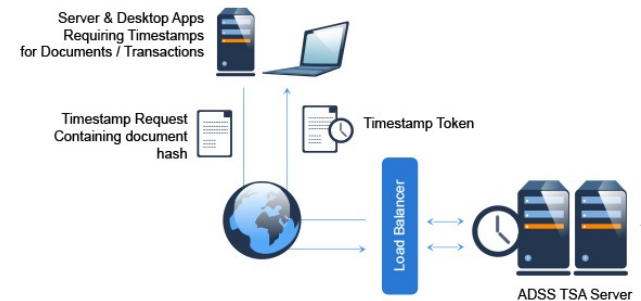 Server & Desktop Apps
Requiring Timestamps
for Documents / Transactions
Timestamp Request
Containing document
hash
Timestamp Token
Load Balancer
ADSS TSA Server